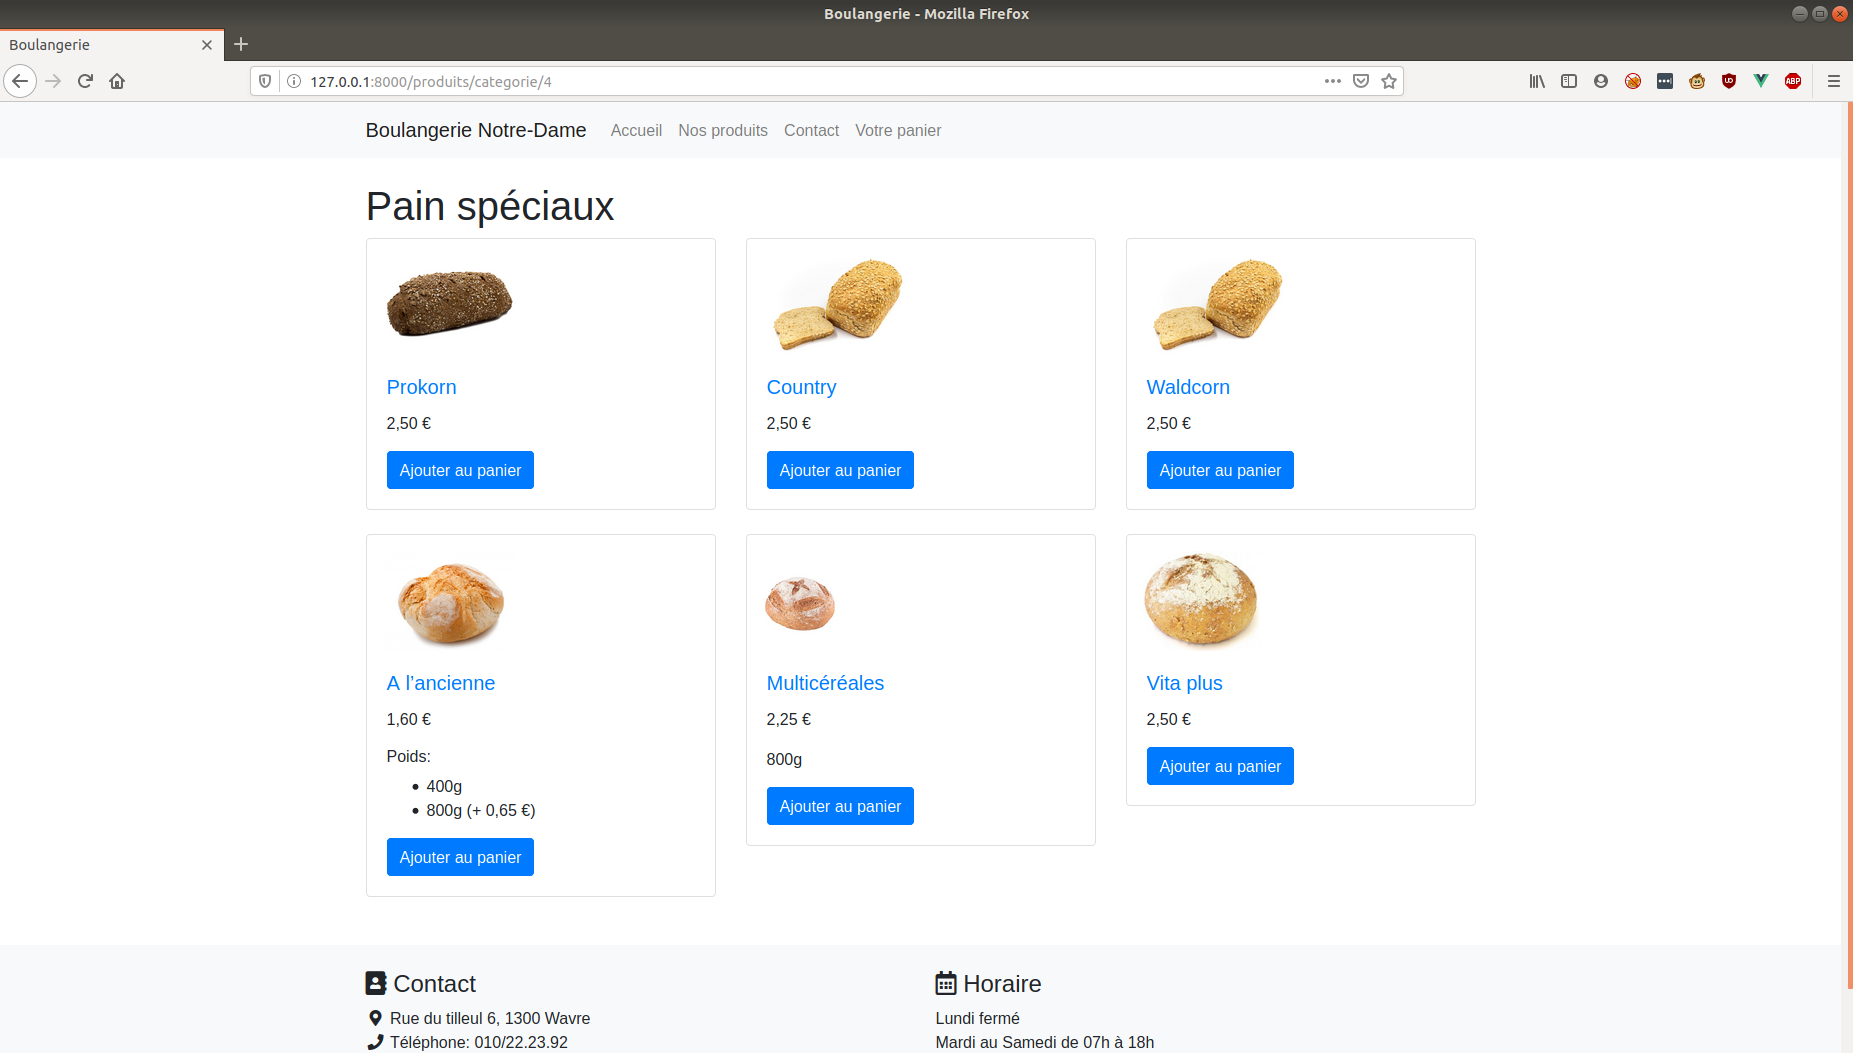 Boulangerie - Mozilla Firefox
Boulangerie
127.0.0.1:8000/produits/categorie/4
UD
ABP
Boulangerie Notre-Dame Accueil Nos produits Contact Votre panier
Pain spéciaux
Prokorn
2,50 €
Ajouter au panier
Country
2,50 €
Ajouter au panier
Waldcorn
2,50 €
Ajouter au panier
A l’ancienne
1,60 €
Poids:
400g
800g (+ 0,65 €)
Ajouter au panier
Multicéréales
2,25 €
800g
Ajouter au panier
Vita plus
2,50 €
Ajouter au panier
Contact
Rue du tilleul 6, 1300 Wavre
Téléphone: 010/22.23.92
Horaire
Lundi fermé
Mardi au Samedi de 07h à 18h